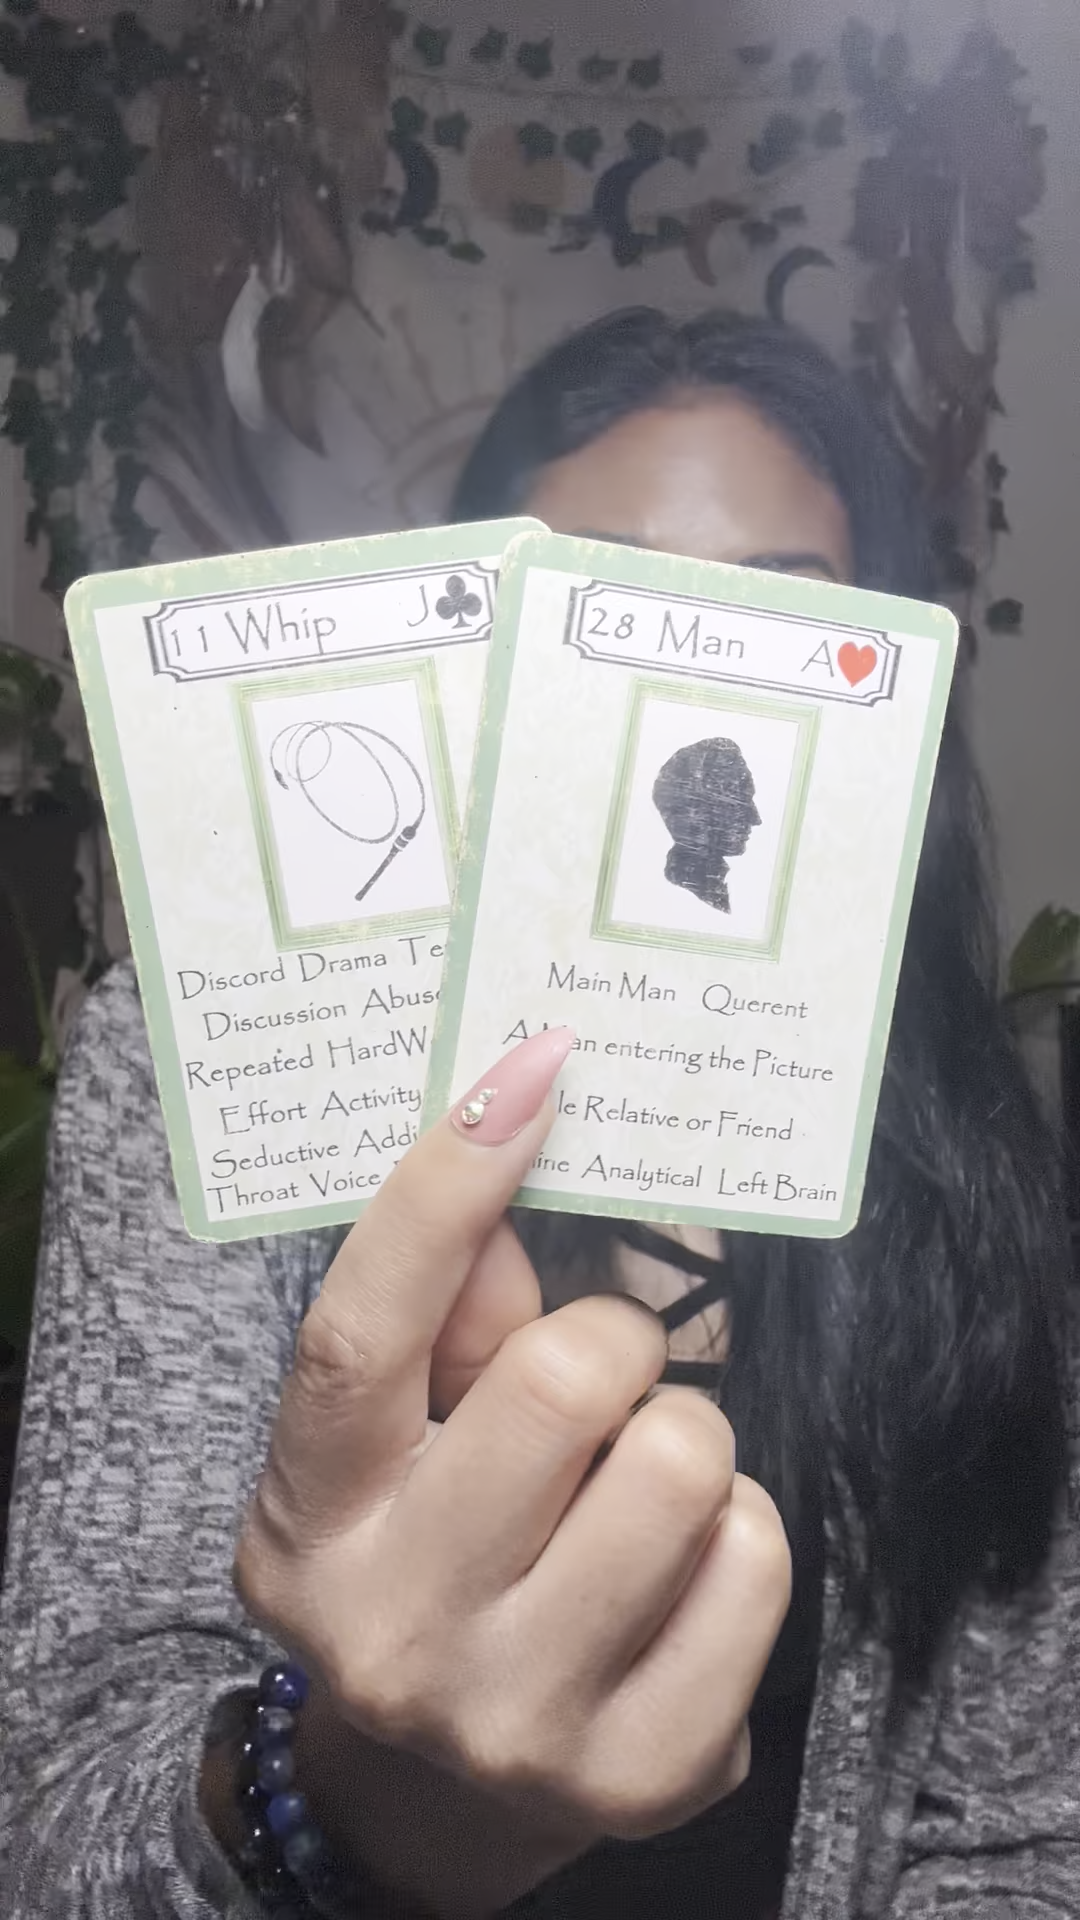 11 Whip J
Discord Drama
Discussion
Repeated
Effort Activity
Seductive
Throat Voice
28 Man A
Main Man Querent
entering the Picture
Relative or Friend
Analytical Left Brain